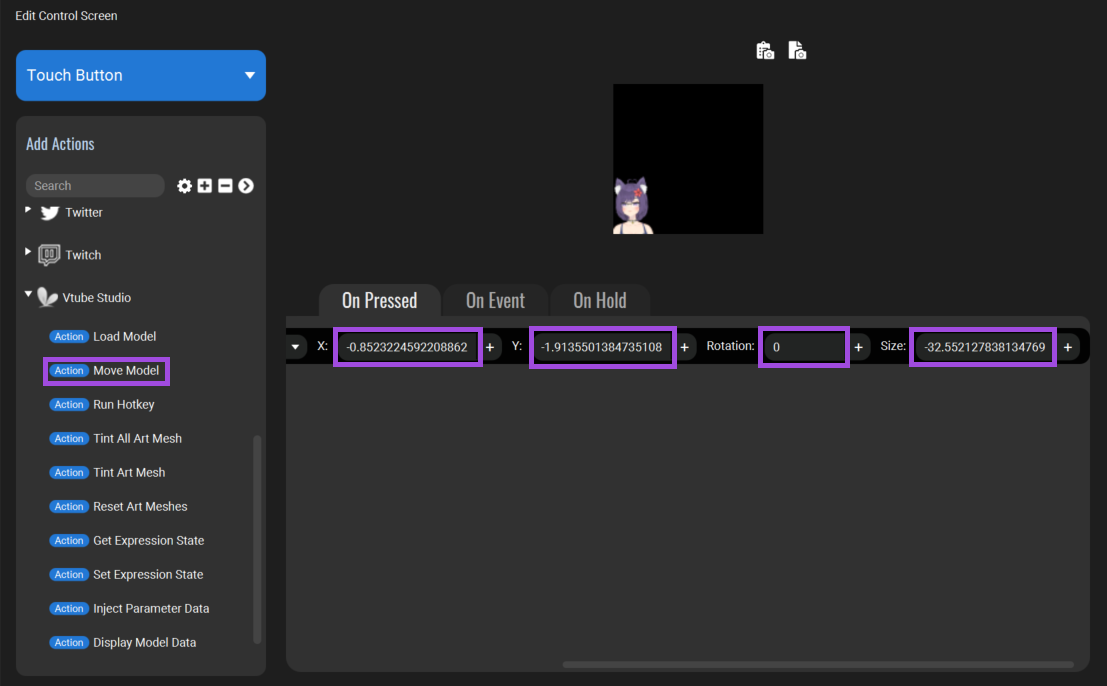 Edit Control Screen
Touch Button
Add Actions
Search
Twitter
Twitch
Vtube Studio
Action Load Model
Action Move Model
Action Run Hotkey
Action Tint All Art Mesh
Action Tint Art Mesh
Action Reset Art Meshes
Action Get Expression State
Action Set Expression State
Action Inject Parameter Data
Action Display Model Data
On Pressed On Event On Hold
X: -0.8523224592208862 + Y: -1.9135501384735108 + Rotation: 0 + Size: -32.552127838134769 +